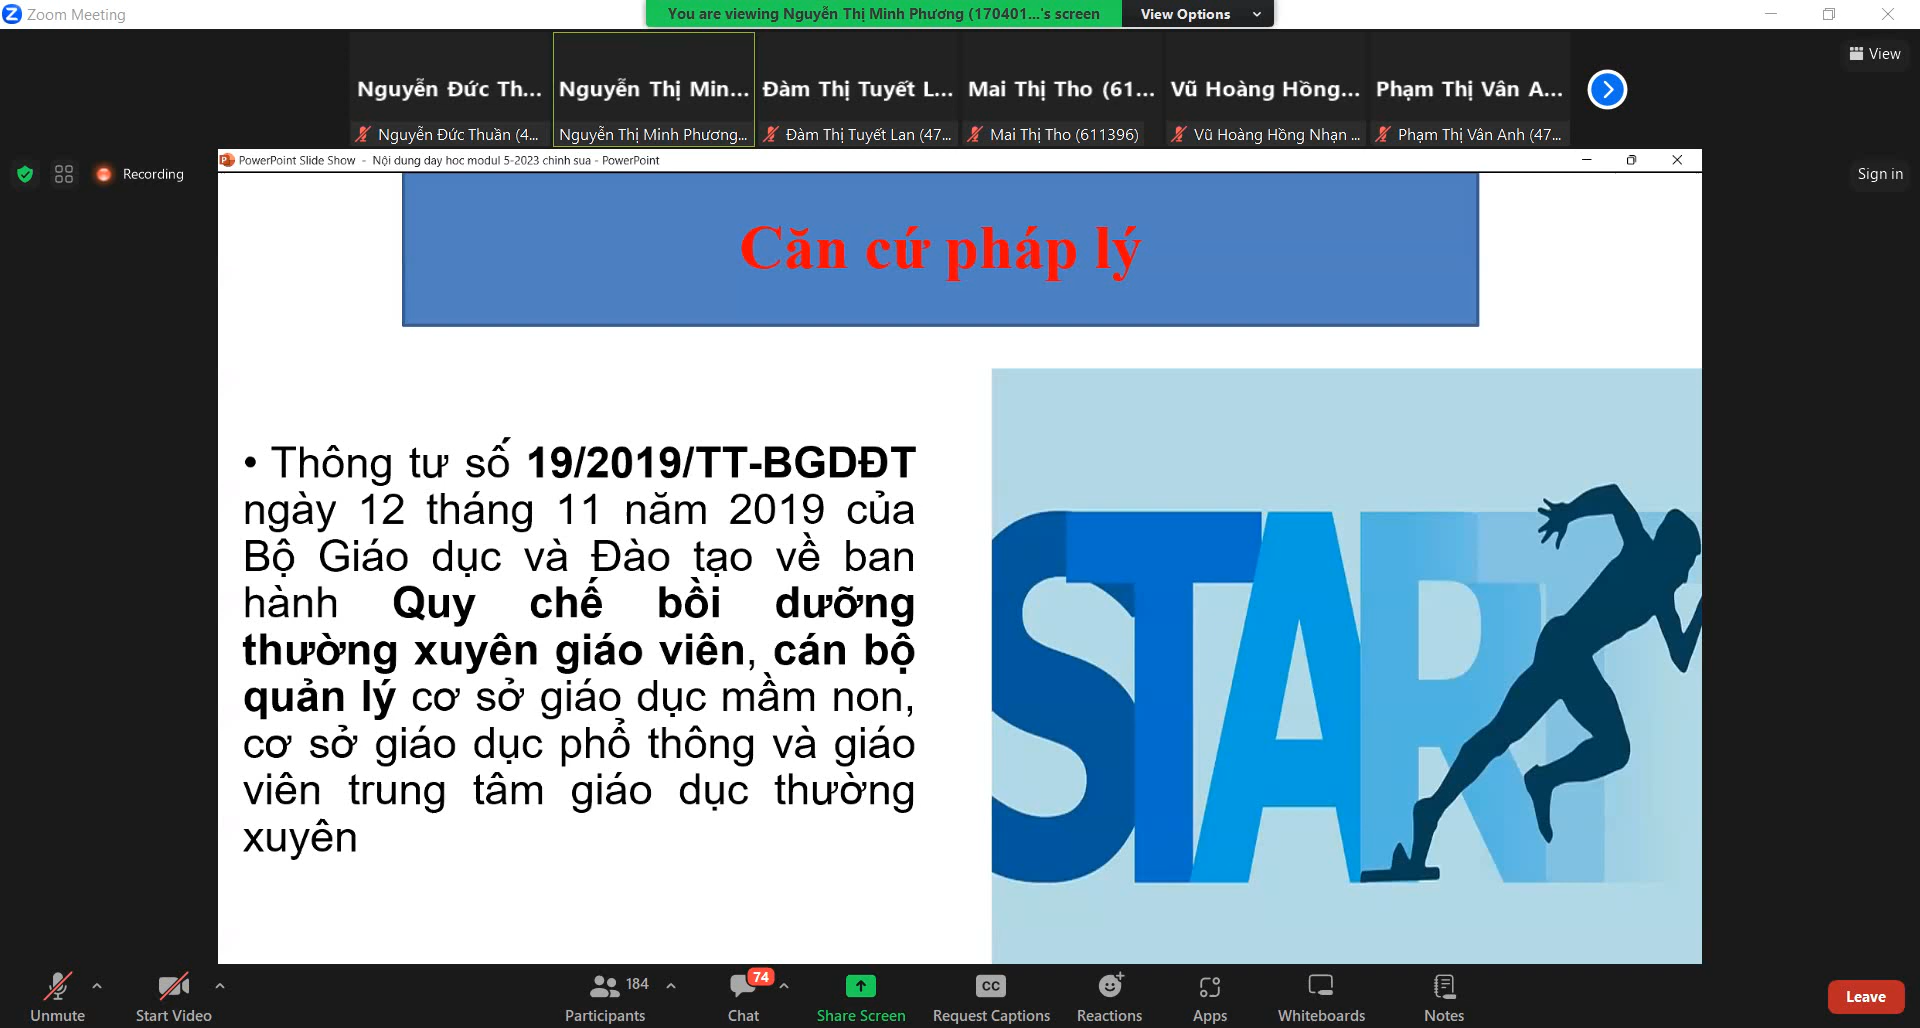 Zoom Meeting
You are viewing Nguyễn Thị Minh Phương (170401...'s screen
View Options
View
Nguyễn Đức Th...
Nguyễn Thị Min...
Đàm Thị Tuyết L...
Mai Thị Tho (61...
Vũ Hoàng Hồng...
Phạm Thị Vân A...
Nguyễn Đức Thuần (4...
Nguyễn Thị Minh Phương...
Đàm Thị Tuyết Lan (47...
Mai Thị Tho (611396)
Vũ Hoàng Hồng Nhạn ...
Phạm Thị Vân Anh (47...
PowerPoint Slide Show - Nội dung day hoc modul 5-2023 chinh sua - PowerPoint
Recording
Sign in
Căn cứ pháp lý
• Thông tư số 19/2019/TT-BGDĐT
ngày 12 tháng 11 năm 2019 của
Bộ Giáo dục và Đào tạo về ban
hành Quy chế bồi dưỡng
thường xuyên giáo viên, cán bộ
quản lý cơ sở giáo dục mầm non,
cơ sở giáo dục phổ thông và giáo
viên trung tâm giáo dục thường
xuyên
START
Unmute
Start Video
184
Participants
74
Chat
Share Screen
CC
Request Captions
Reactions
Apps
Whiteboards
Notes
Leave